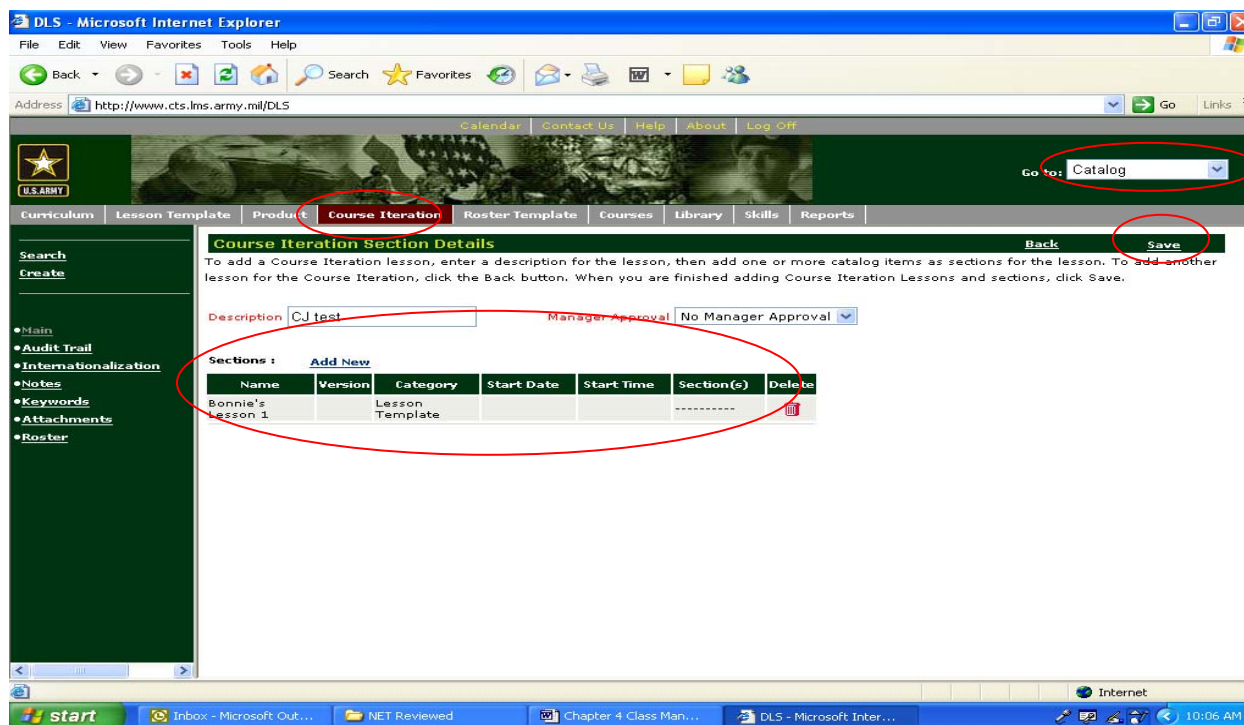 DLS - Microsoft Internet Explorer
File Edit View Favorites Tools Help
Back Search Favorites
Address http://www.cts.lms.army.mil/DLS Go Links
Calendar Contact Us Help About Log Off
U.S.ARMY
Go to: Catalog
Curriculum Lesson Template Product Course Iteration Roster Template Courses Library Skills Reports
Search
Create
Main
Audit Trail
Internationalization
Notes
Keywords
Attachments
Roster
Course Iteration Section Details Back Save
To add a Course Iteration lesson, enter a description for the lesson, then add one or more catalog items as sections for the lesson. To add another
lesson for the Course Iteration, click the Back button. When you are finished adding Course Iteration Lessons and sections, click Save.
Description CJ test Manager Approval No Manager Approval
Sections : Add New
Name Version Category Start Date Start Time Section(s) Delete
Bonnie's Lesson Template ----------
Lesson 1
Internet
start Inbox - Microsoft Out... NET Reviewed Chapter 4 Class Man... DLS - Microsoft Inter... 10:06 AM